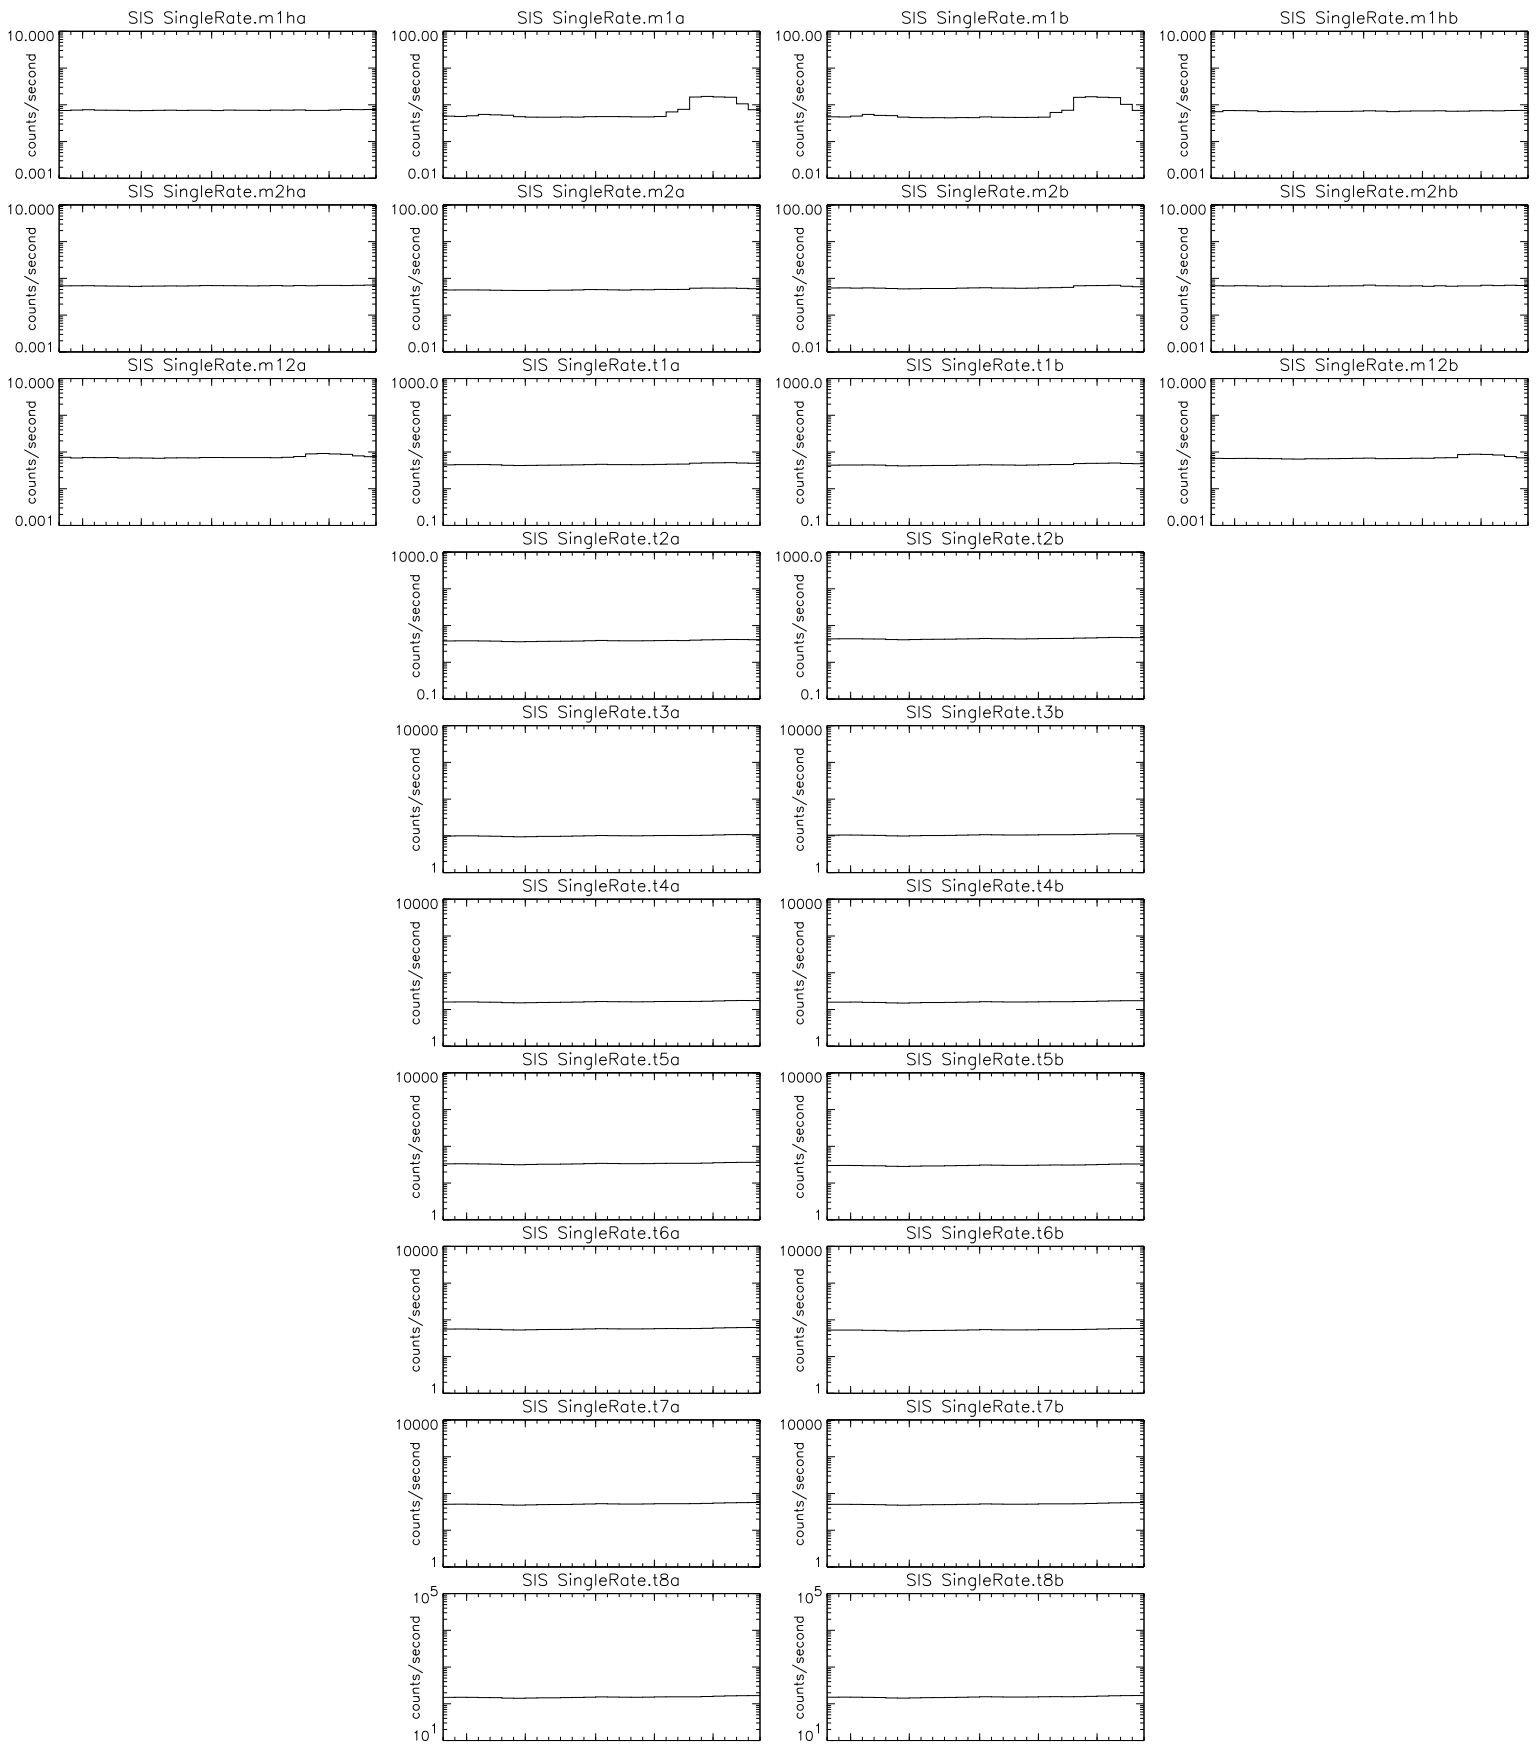 SIS SingleRate.m1ha
10.000
counts/second
0.001
SIS SingleRate.m1a
100.00
counts/second
0.01
SIS SingleRate.m1b
100.00
counts/second
0.01
SIS SingleRate.m1hb
10.000
counts/second
0.001
SIS SingleRate.m2ha
10.000
counts/second
0.001
SIS SingleRate.m2a
100.00
counts/second
0.01
SIS SingleRate.m2b
100.00
counts/second
0.01
SIS SingleRate.m2hb
10.000
counts/second
0.001
SIS SingleRate.m12a
10.000
counts/second
0.001
SIS SingleRate.t1a
1000.0
counts/second
0.1
SIS SingleRate.t1b
1000.0
counts/second
0.1
SIS SingleRate.m12b
10.000
counts/second
0.001
SIS SingleRate.t2a
1000.0
counts/second
0.1
SIS SingleRate.t2b
1000.0
counts/second
0.1
SIS SingleRate.t3a
10000
counts/second
1
SIS SingleRate.t3b
10000
counts/second
1
SIS SingleRate.t4a
10000
counts/second
1
SIS SingleRate.t4b
10000
counts/second
1
SIS SingleRate.t5a
10000
counts/second
1
SIS SingleRate.t5b
10000
counts/second
1
SIS SingleRate.t6a
10000
counts/second
1
SIS SingleRate.t6b
10000
counts/second
1
SIS SingleRate.t7a
10000
counts/second
1
SIS SingleRate.t7b
10000
counts/second
1
SIS SingleRate.t8a
10⁵
counts/second
10¹
SIS SingleRate.t8b
10⁵
counts/second
10¹